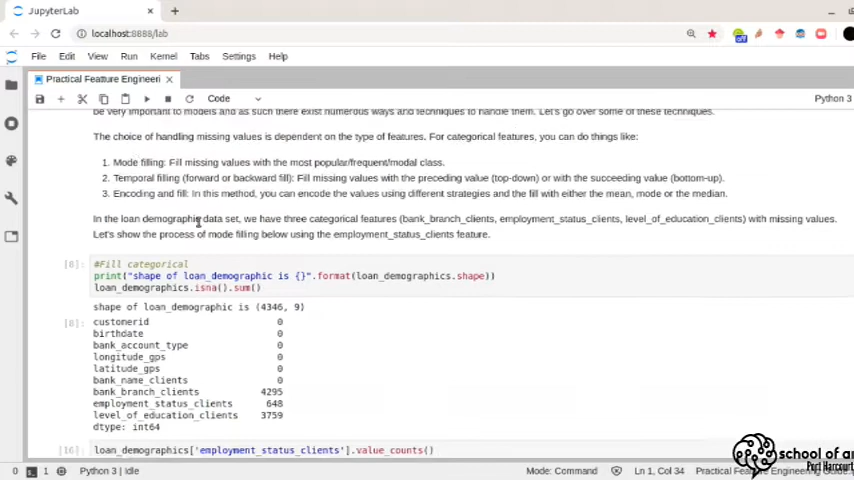 JupyterLab
localhost:8888/lab
File Edit View Run Kernel Tabs Settings Help
Practical Featture Engineeri
Code
Python 3
be very important to models and as such there exist numerous ways and techniques to handle them. Let's go over some of these techniques.
The choice of handling missing values is dependent on the type of features. For categorical features, you can do things like:
1. Mode filling: Fill missing values with the most popular/frequent/modal class.
2. Temporal filling (forward or backward fill): Fill missing values with the preceding value (top-down) or with the succeeding value (bottom-up).
3. Encoding and fill: In this method, you can encode the values using different strategies and the fill with either the mean, mode or the median.
In the loan demographic data set, we have three categorical features (bank_branch_clients, employment_status_clients, level_of_education_clients) with missing values.
Let's show the process of mode filling below using the employment_status_clients feature.
[8]: #Fill categorical
print("shape of loan_demographic is {}".format(loan_demographics.shape))
loan_demographics.isna().sum()
shape of loan_demographic is (4346, 9)
[8]: customerid 0
birthdate 0
bank_account_type 0
longitude_gps 0
latitude_gps 0
bank_name_clients 0
bank_branch_clients 4295
employment_status_clients 648
level_of_education_clients 3759
dtype: int64
[16]: loan_demographics['employment_status_clients'].value_counts()
school of
Port Harcourt
0 1 Python 3 | Idle Mode: Command Ln 1, Col 34